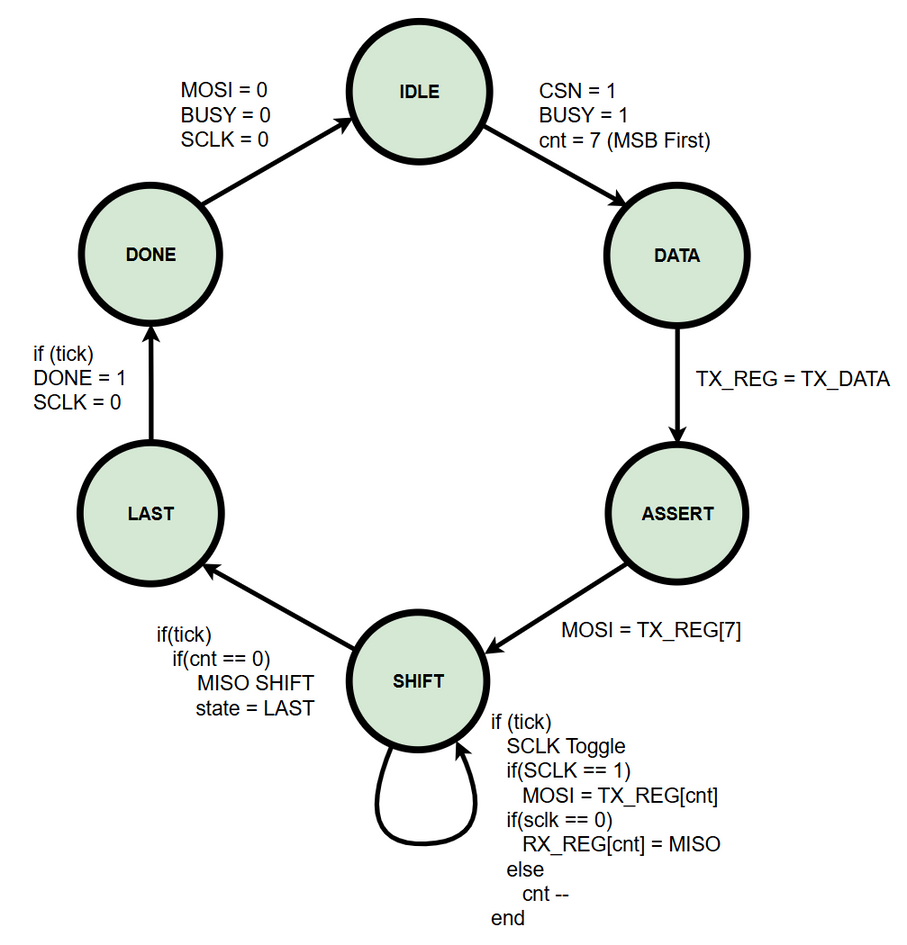 IDLE
MOSI = 0
BUSY = 0
SCLK = 0
CSN = 1
BUSY = 1
cnt = 7 (MSB First)
DONE
DATA
if (tick)
DONE = 1
SCLK = 0
TX_REG = TX_DATA
LAST
ASSERT
if(tick)
if(cnt == 0)
MISO SHIFT
state = LAST
MOSI = TX_REG[7]
SHIFT
if (tick)
SCLK Toggle
if(SCLK == 1)
MOSI = TX_REG[cnt]
if(sclk == 0)
RX_REG[cnt] = MISO
else
cnt --
end